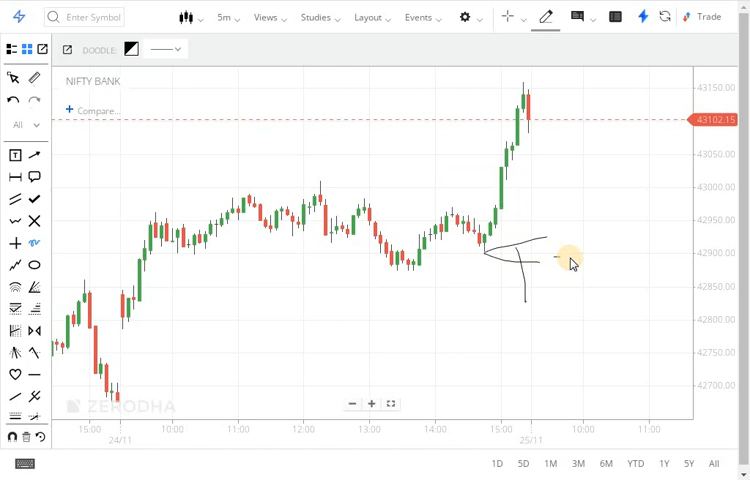 Enter Symbol
5m
Views
Studies
Layout
Events
Trade
DOODLE:
NIFTY BANK
Compare...
All
43150.00
43102.15
43050.00
43000.00
42950.00
42900.00
42850.00
42800.00
42750.00
42700.00
ZERODHA
15:00
10:00
11:00
12:00
13:00
14:00
15:00
10:00
11:00
24/11
25/11
1D
5D
1M
3M
6M
YTD
1Y
5Y
All